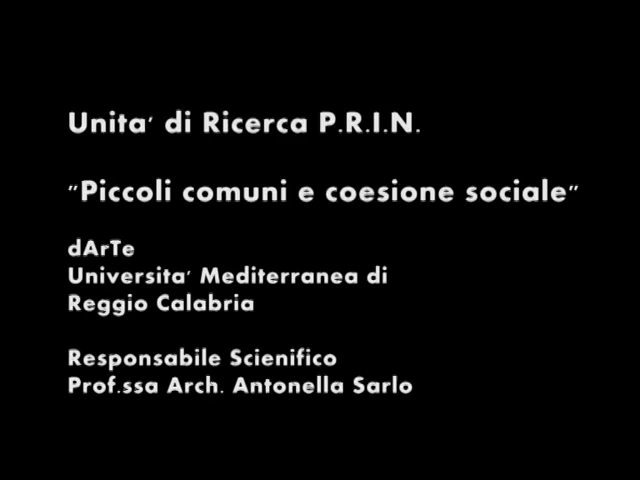 Unita' di Ricerca P.R.I.N.
"Piccoli comuni e coesione sociale"
dArTe
Universita' Mediterranea di
Reggio Calabria
Responsabile Scienifico
Prof.ssa Arch. Antonella Sarlo